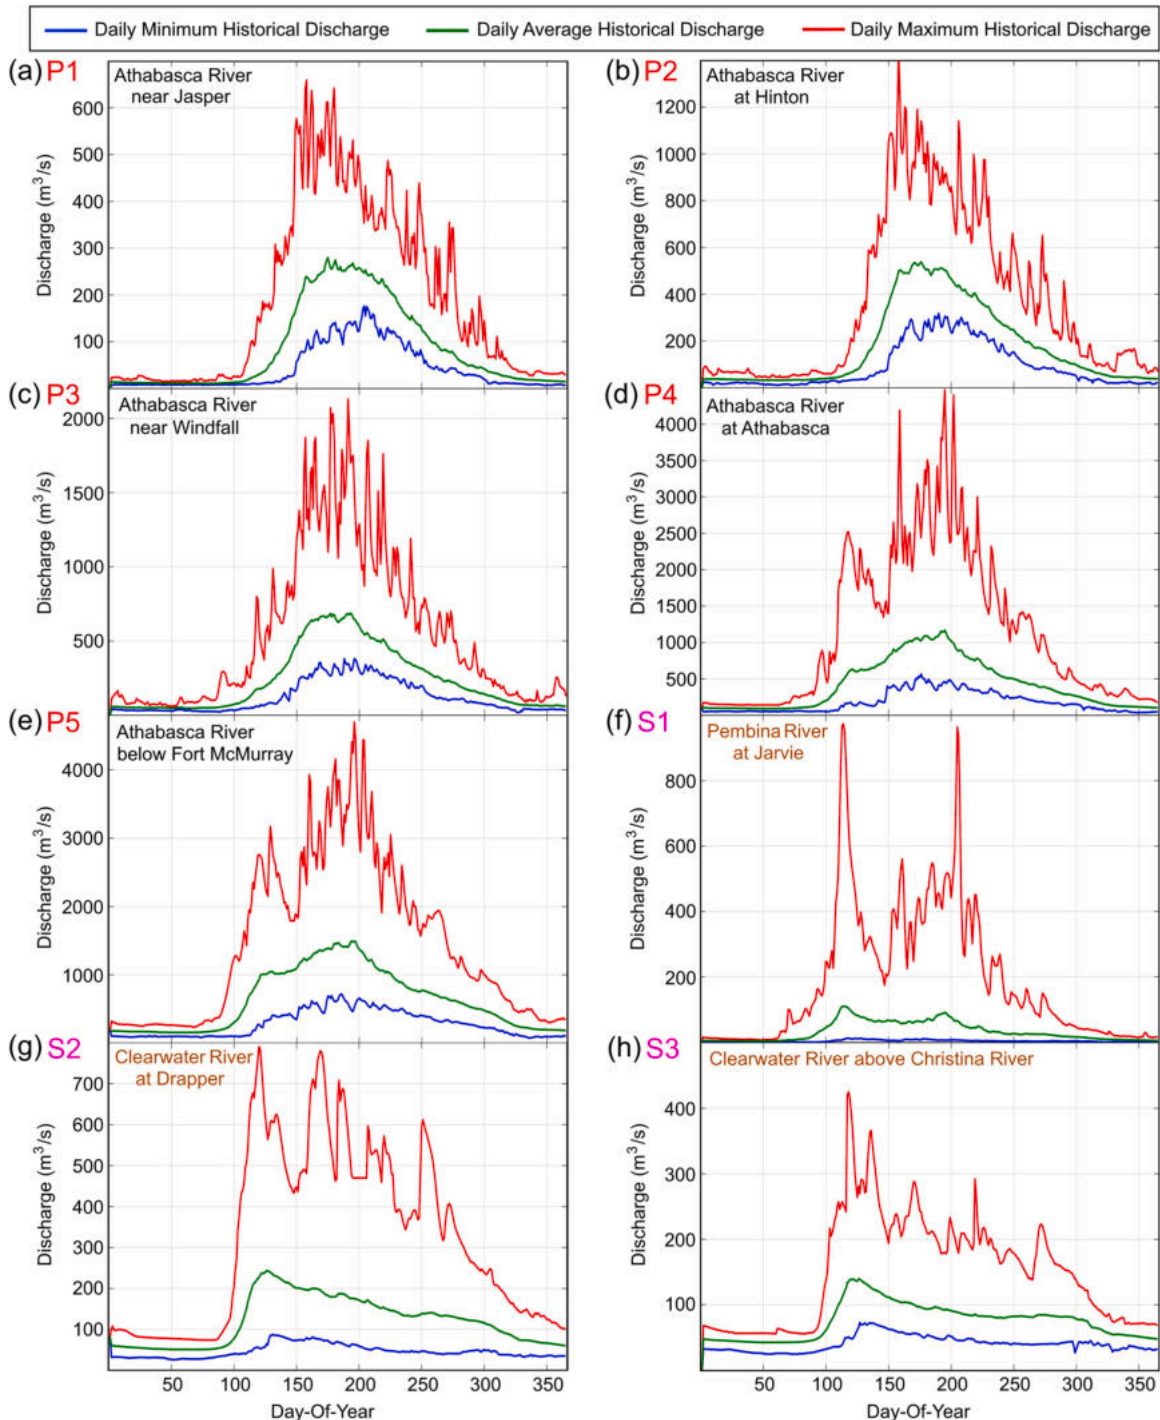 Daily Minimum Historical Discharge Daily Average Historical Discharge Daily Maximum Historical Discharge
(a) P1
Athabasca River
near Jasper
Discharge (m³/s)
600
500
400
300
200
100
(b) P2
Athabasca River
at Hinton
Discharge (m³/s)
1200
1000
800
600
400
200
(c) P3
Athabasca River
near Windfall
Discharge (m³/s)
2000
1500
1000
500
(d) P4
Athabasca River
at Athabasca
Discharge (m³/s)
4000
3500
3000
2500
2000
1500
1000
500
(e) P5
Athabasca River
below Fort McMurray
Discharge (m³/s)
4000
3000
2000
1000
(f) S1
Pembina River
at Jarvie
Discharge (m³/s)
800
600
400
200
(g) S2
Clearwater River
at Drapper
Discharge (m³/s)
700
600
500
400
300
200
100
50 100 150 200 250 300 350
Day-Of-Year
(h) S3
Clearwater River above Christina River
Discharge (m³/s)
400
300
200
100
50 100 150 200 250 300 350
Day-Of-Year